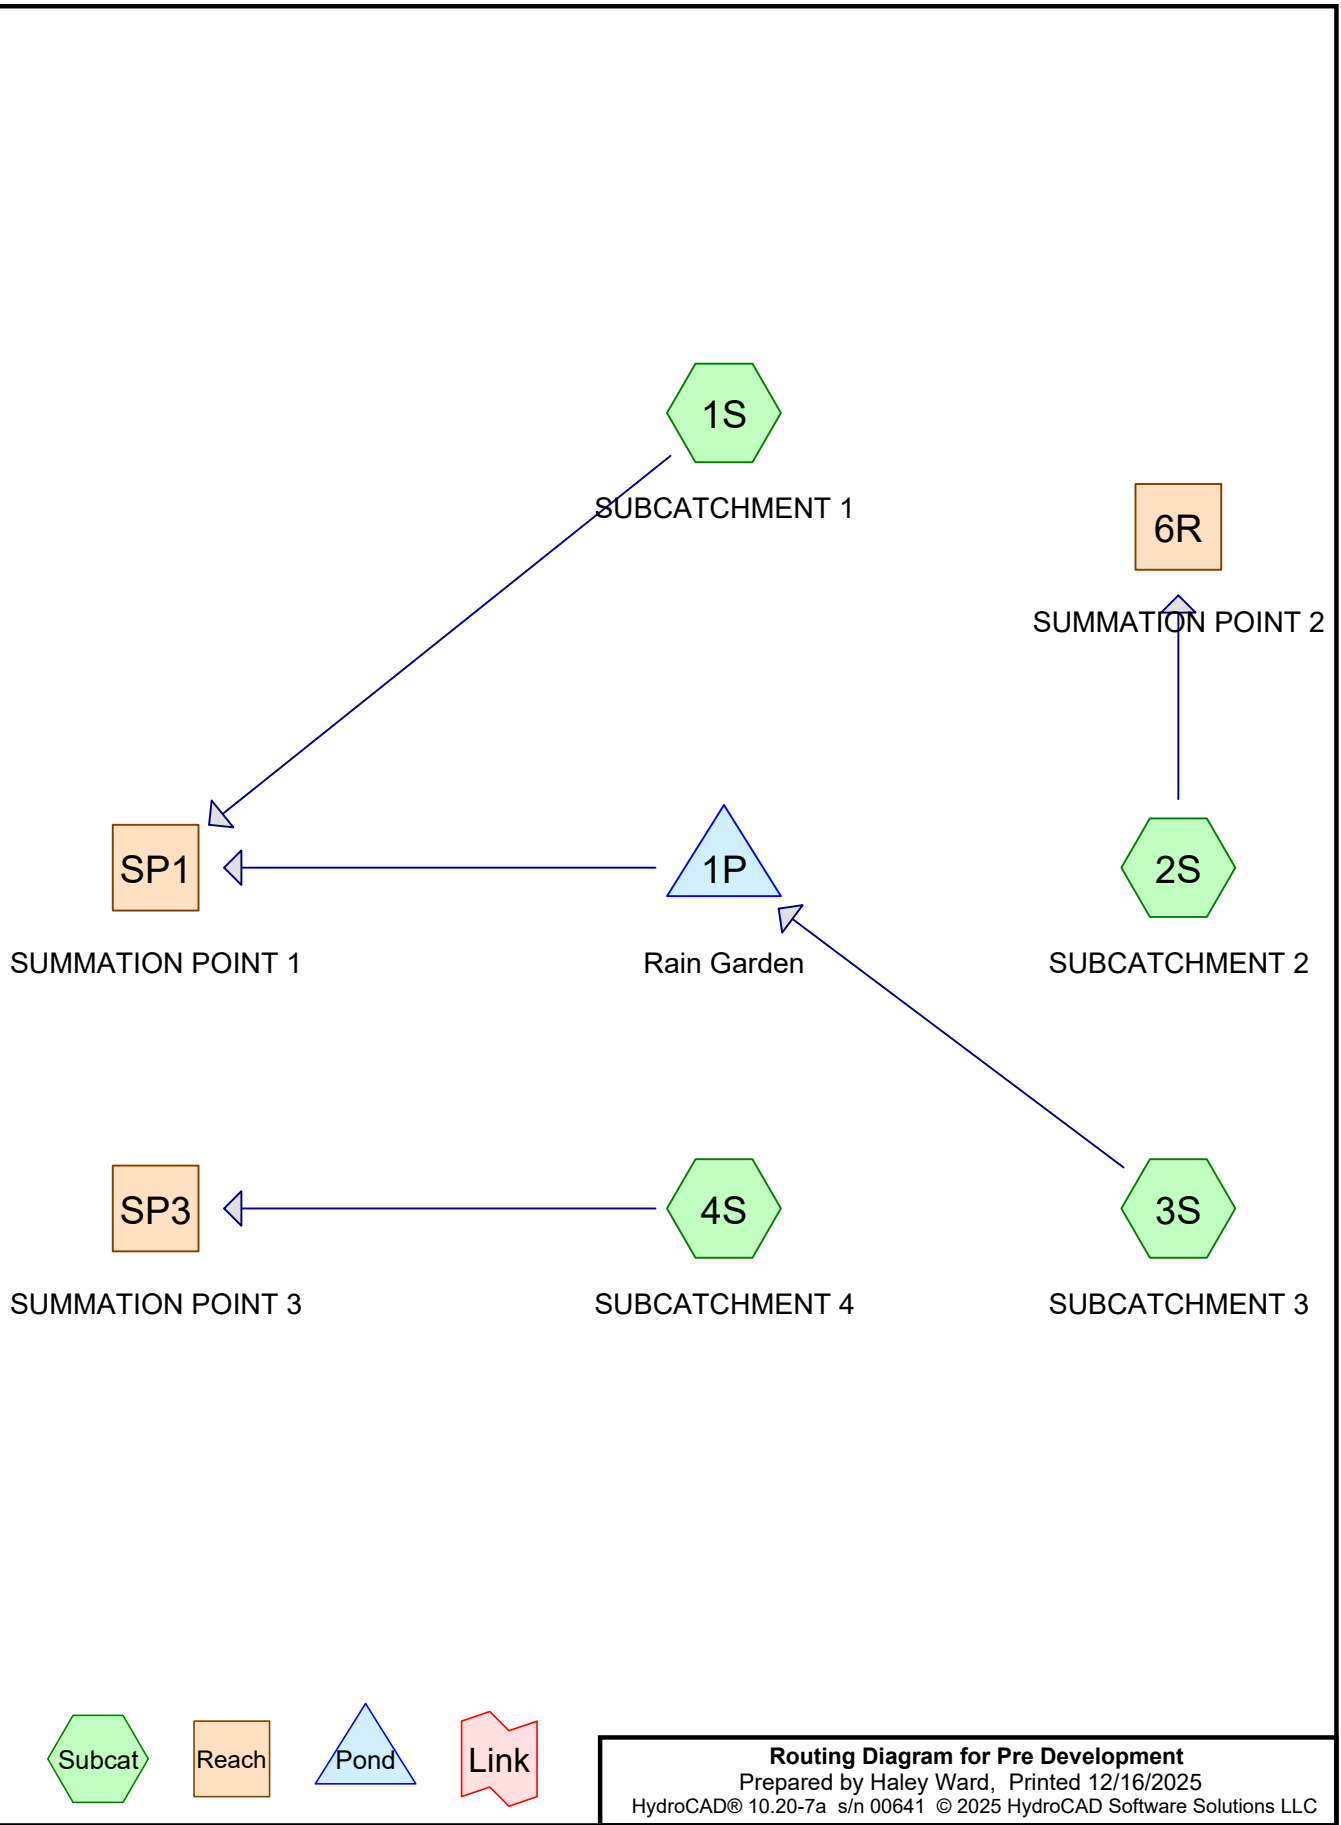 1S
SUBCATCHMENT 1
6R
SUMMATION POINT 2
SP1
SUMMATION POINT 1
1P
Rain Garden
2S
SUBCATCHMENT 2
SP3
SUMMATION POINT 3
4S
SUBCATCHMENT 4
3S
SUBCATCHMENT 3
Subcat
Reach
Pond
Link
Routing Diagram for Pre Development
Prepared by Haley Ward, Printed 12/16/2025
HydroCAD® 10.20-7a s/n 00641 © 2025 HydroCAD Software Solutions LLC